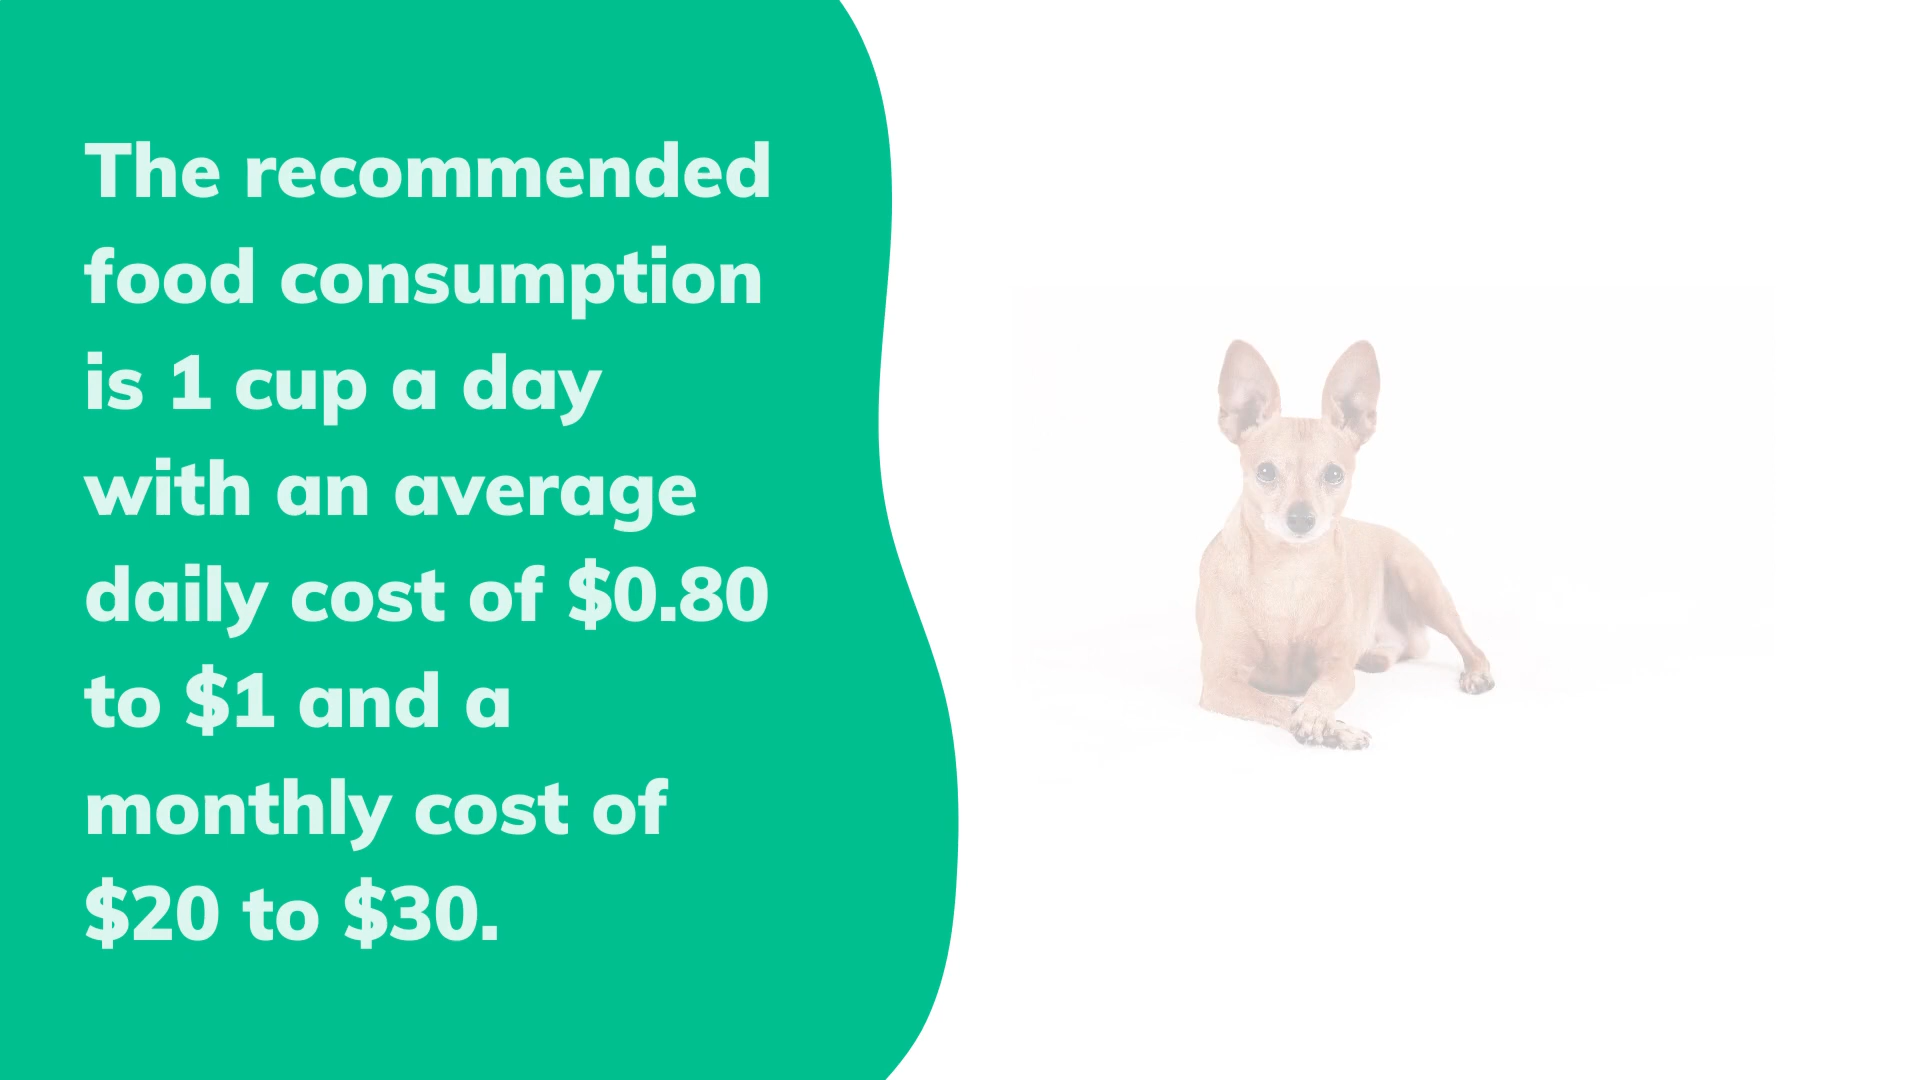 The recommended
food consumption
is 1 cup a day
with an average
daily cost of $0.80
to $1 and a
monthly cost of
$20 to $30.